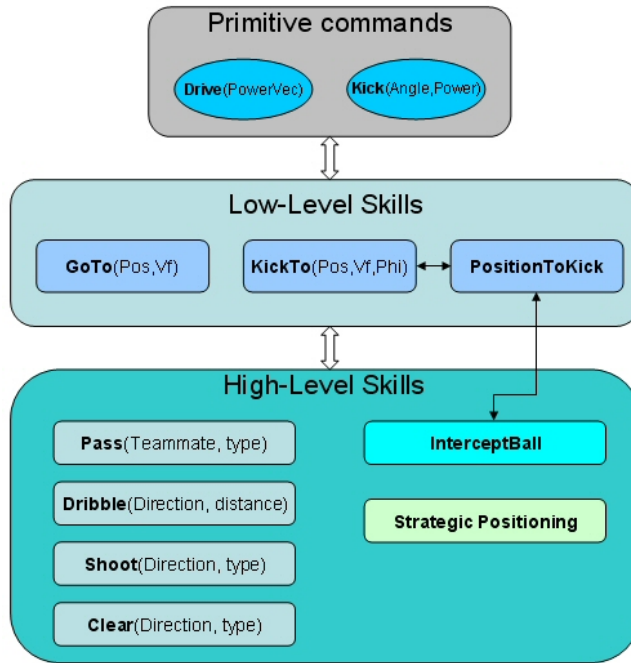 Primitive commands
Drive(PowerVec)
Kick(Angle,Power)
Low-Level Skills
GoTo(Pos,Vf)
KickTo(Pos,Vf,Phi)
PositionToKick
High-Level Skills
Pass(Teammate, type)
InterceptBall
Dribble(Direction, distance)
Strategic Positioning
Shoot(Direction, type)
Clear(Direction, type)